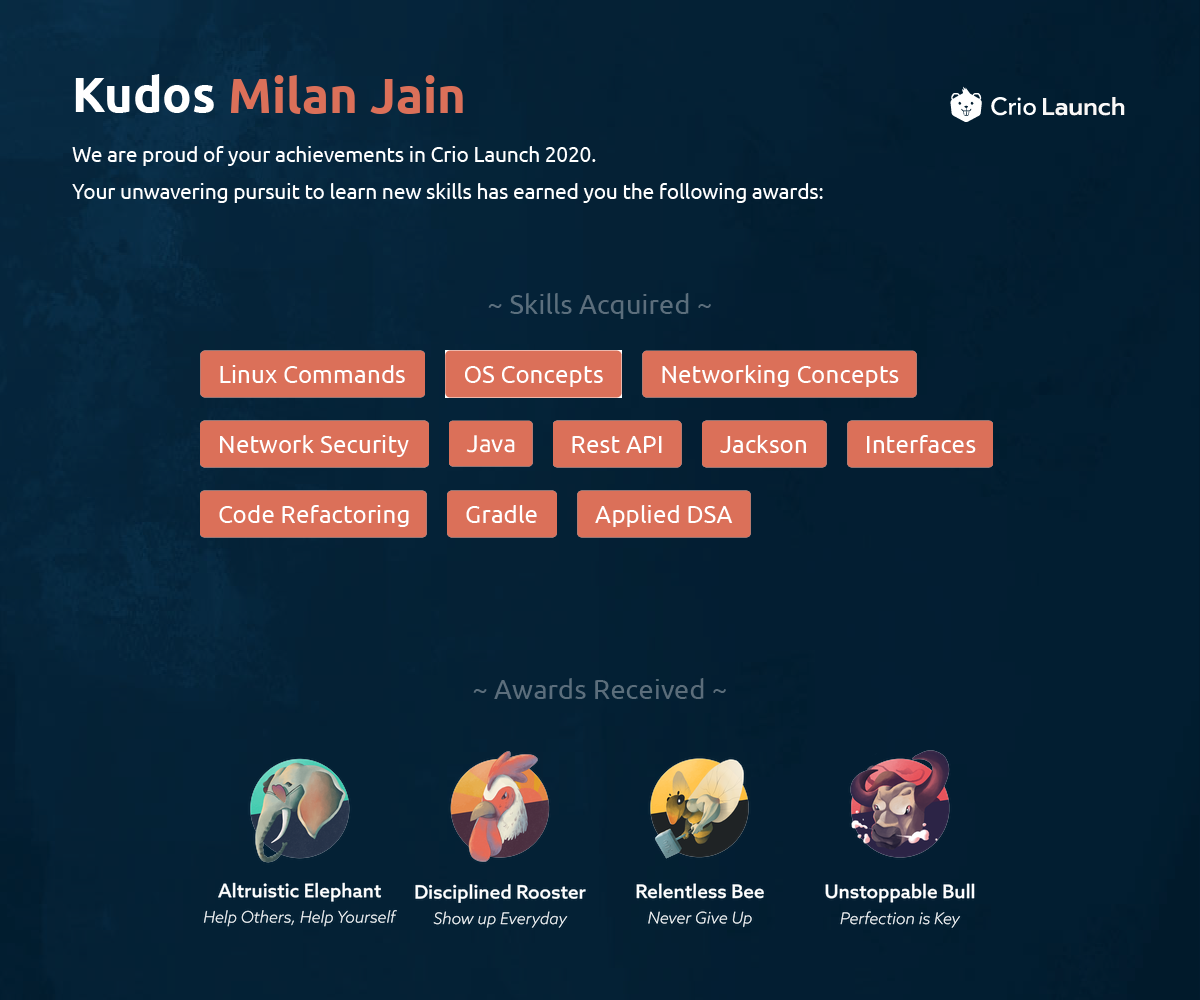 Kudos Milan Jain
Crio Launch
We are proud of your achievements in Crio Launch 2020.
Your unwavering pursuit to learn new skills has earned you the following awards:
~ Skills Acquired ~
Linux Commands OS Concepts Networking Concepts
Network Security Java Rest API Jackson Interfaces
Code Refactoring Gradle Applied DSA
~ Awards Received ~
Altruistic Elephant Disciplined Rooster Relentless Bee Unstoppable Bull
Help Others, Help Yourself Show up Everyday Never Give Up Perfection is Key